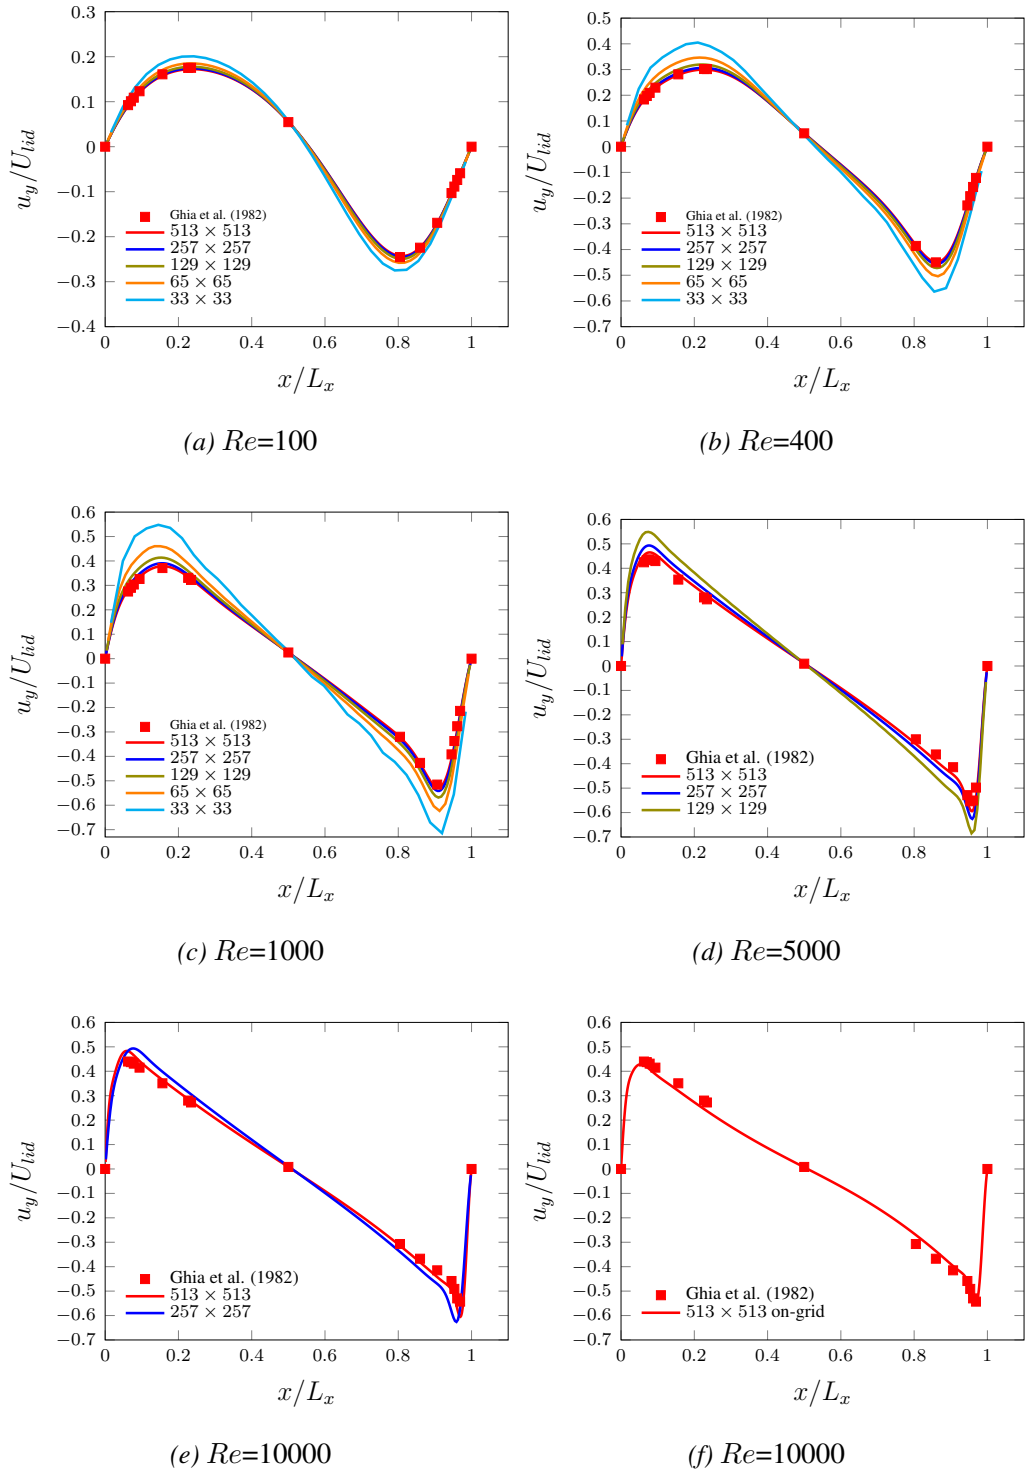 0.3
0.2
0.1
0
−0.1
−0.2
−0.3
−0.4
u_y/U_{lid}
Ghia et al. (1982)
513 × 513
257 × 257
129 × 129
65 × 65
33 × 33
0 0.2 0.4 0.6 0.8 1
x/L_x
(a) Re=100
0.5
0.4
0.3
0.2
0.1
0
−0.1
−0.2
−0.3
−0.4
−0.5
−0.6
−0.7
u_y/U_{lid}
Ghia et al. (1982)
513 × 513
257 × 257
129 × 129
65 × 65
33 × 33
0 0.2 0.4 0.6 0.8 1
x/L_x
(b) Re=400
0.6
0.5
0.4
0.3
0.2
0.1
0
−0.1
−0.2
−0.3
−0.4
−0.5
−0.6
−0.7
u_y/U_{lid}
Ghia et al. (1982)
513 × 513
257 × 257
129 × 129
65 × 65
33 × 33
0 0.2 0.4 0.6 0.8 1
x/L_x
(c) Re=1000
0.6
0.5
0.4
0.3
0.2
0.1
0
−0.1
−0.2
−0.3
−0.4
−0.5
−0.6
−0.7
u_y/U_{lid}
Ghia et al. (1982)
513 × 513
257 × 257
129 × 129
0 0.2 0.4 0.6 0.8 1
x/L_x
(d) Re=5000
0.6
0.5
0.4
0.3
0.2
0.1
0
−0.1
−0.2
−0.3
−0.4
−0.5
−0.6
−0.7
u_y/U_{lid}
Ghia et al. (1982)
513 × 513
257 × 257
0 0.2 0.4 0.6 0.8 1
x/L_x
(e) Re=10000
0.6
0.5
0.4
0.3
0.2
0.1
0
−0.1
−0.2
−0.3
−0.4
−0.5
−0.6
−0.7
u_y/U_{lid}
Ghia et al. (1982)
513 × 513 on-grid
0 0.2 0.4 0.6 0.8 1
x/L_x
(f) Re=10000